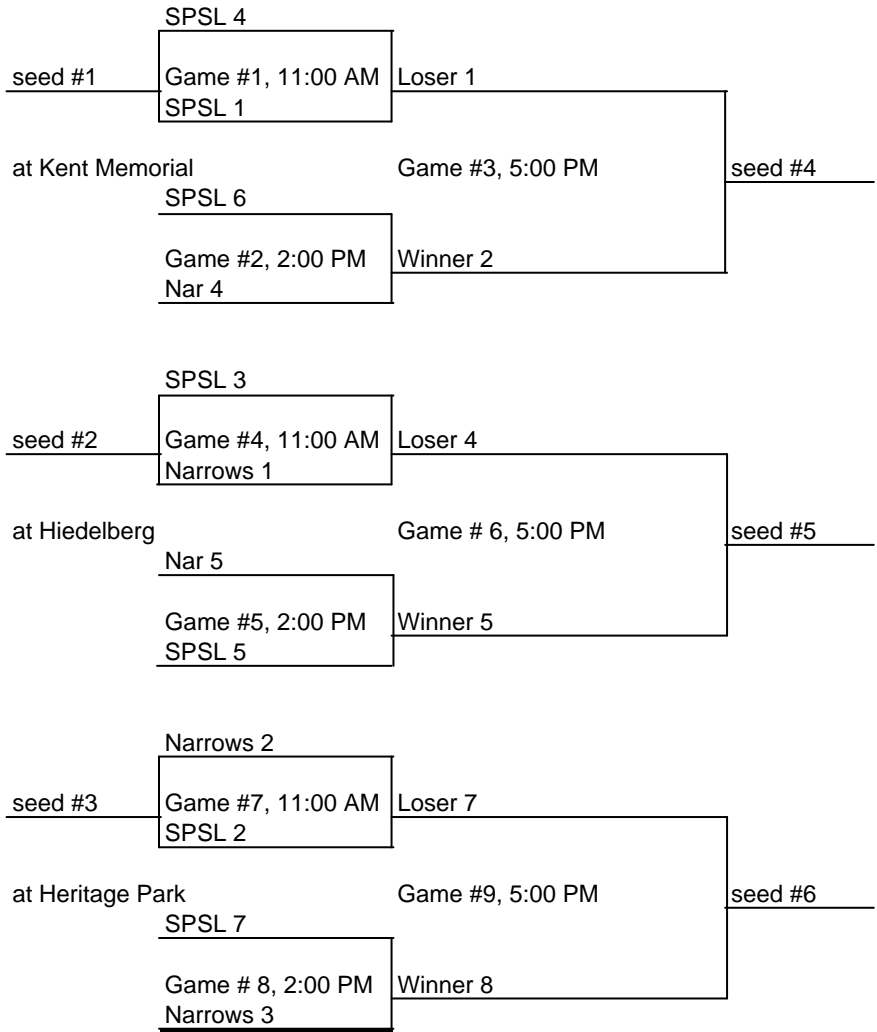 SPSL 4
seed #1 Game #1, 11:00 AM Loser 1
SPSL 1
at Kent Memorial Game #3, 5:00 PM seed #4
SPSL 6
Game #2, 2:00 PM Winner 2
Nar 4
SPSL 3
seed #2 Game #4, 11:00 AM Loser 4
Narrows 1
at Hiedelberg Game # 6, 5:00 PM seed #5
Nar 5
Game #5, 2:00 PM Winner 5
SPSL 5
Narrows 2
seed #3 Game #7, 11:00 AM Loser 7
SPSL 2
at Heritage Park Game #9, 5:00 PM seed #6
SPSL 7
Game # 8, 2:00 PM Winner 8
Narrows 3